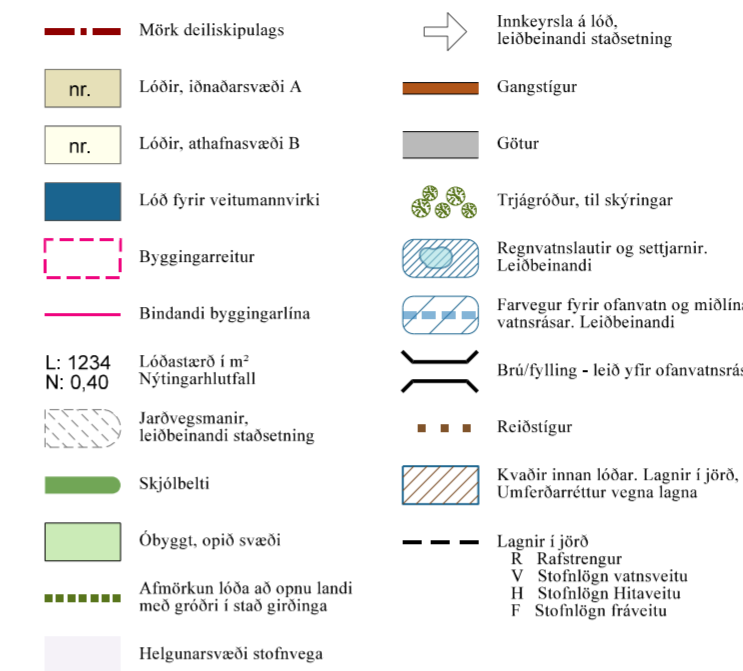 Mörk deiliskipulags
nr.
Lóðir, iðnaðarsvæði A
nr.
Lóðir, athafnasvæði B
Lóð fyrir veitumannvirki
Byggingarreitur
Bindandi byggingarlína
L: 1234
N: 0,40
Lóðastærð í m²
Nýtingarhlutfall
Jarðvegsmanir,
leiðbeinandi staðsetning
Skjólbelti
Óbyggt, opið svæði
Afmörkun lóða að opnu landi
með gróðri í stað girðinga
Helgunarsvæði stofnvega
Innkeyrsla á lóð,
leiðbeinandi staðsetning
Gangstígur
Götur
Trjágróður, til skýringar
Regnvatnslautir og settjarnir.
Leiðbeinandi
Farvegur fyrir ofanvatn og miðlína
vatnsrásar. Leiðbeinandi
Brú/fylling - leið yfir ofanvatnsrás
Reiðstígur
Kvaðir innan lóðar. Lagnir í jörð,
Umferðarréttur vegna lagna
Lagnir í jörð
R Rafstrengur
V Stofnlögn vatnsveitu
H Stofnlögn Hitaveitu
F Stofnlögn fráveitu